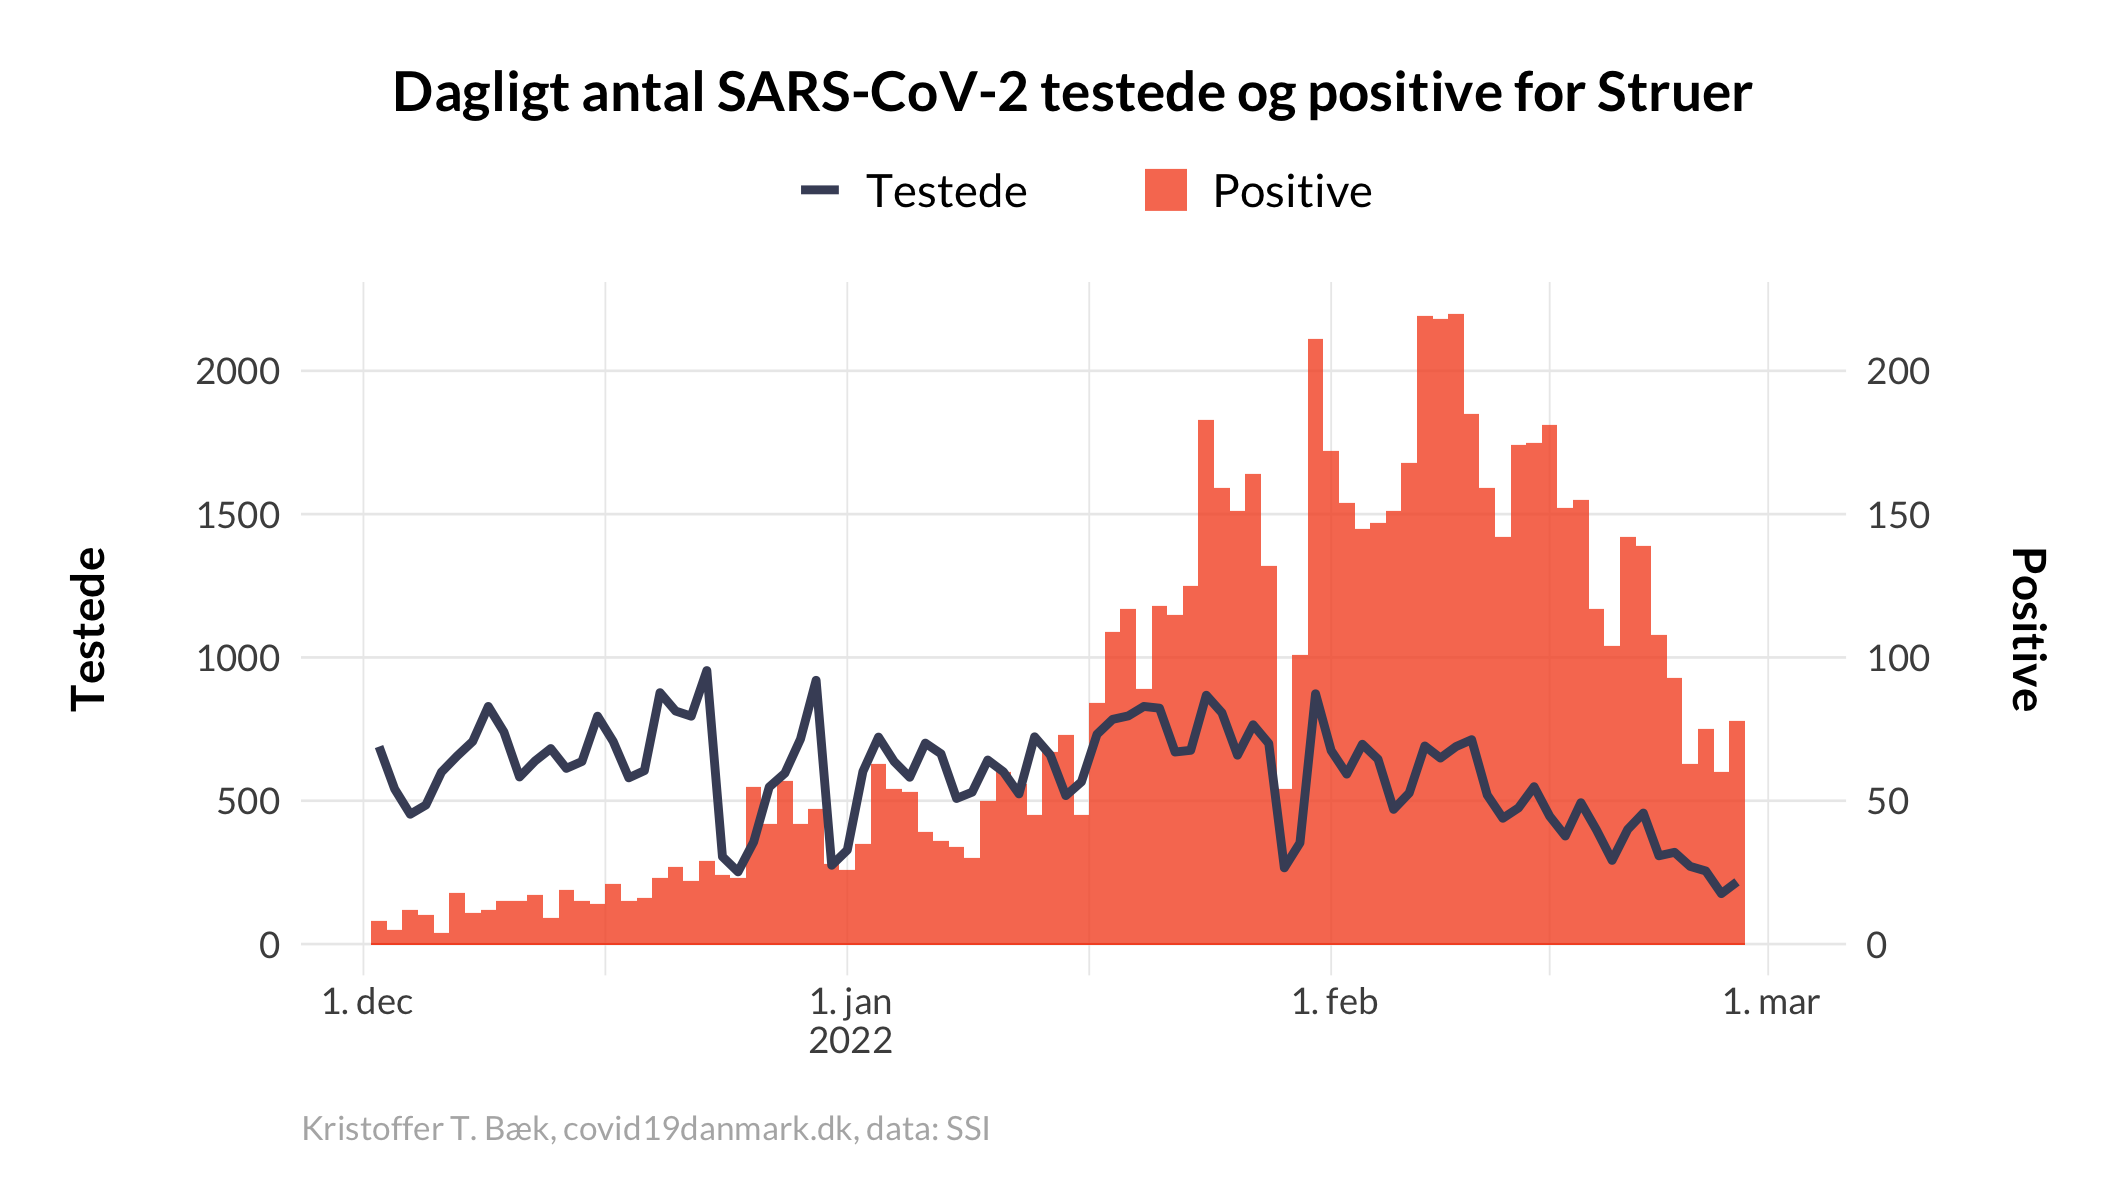 Dagligt antal SARS-CoV-2 testede og positive for Struer
Testede
Positive
Testede
2000
1500
1000
500
0
200
150
100
50
0
Positive
1. dec
1. jan
2022
1. feb
1. mar
Kristoffer T. Bæk, covid19danmark.dk, data: SSI